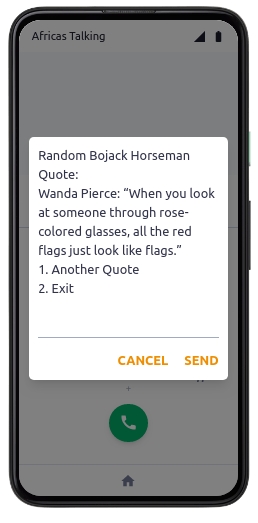 Africas Talking
Random Bojack Horseman
Quote:
Wanda Pierce: “When you look
at someone through rose-
colored glasses, all the red
flags just look like flags.”
1. Another Quote
2. Exit
CANCEL SEND
+